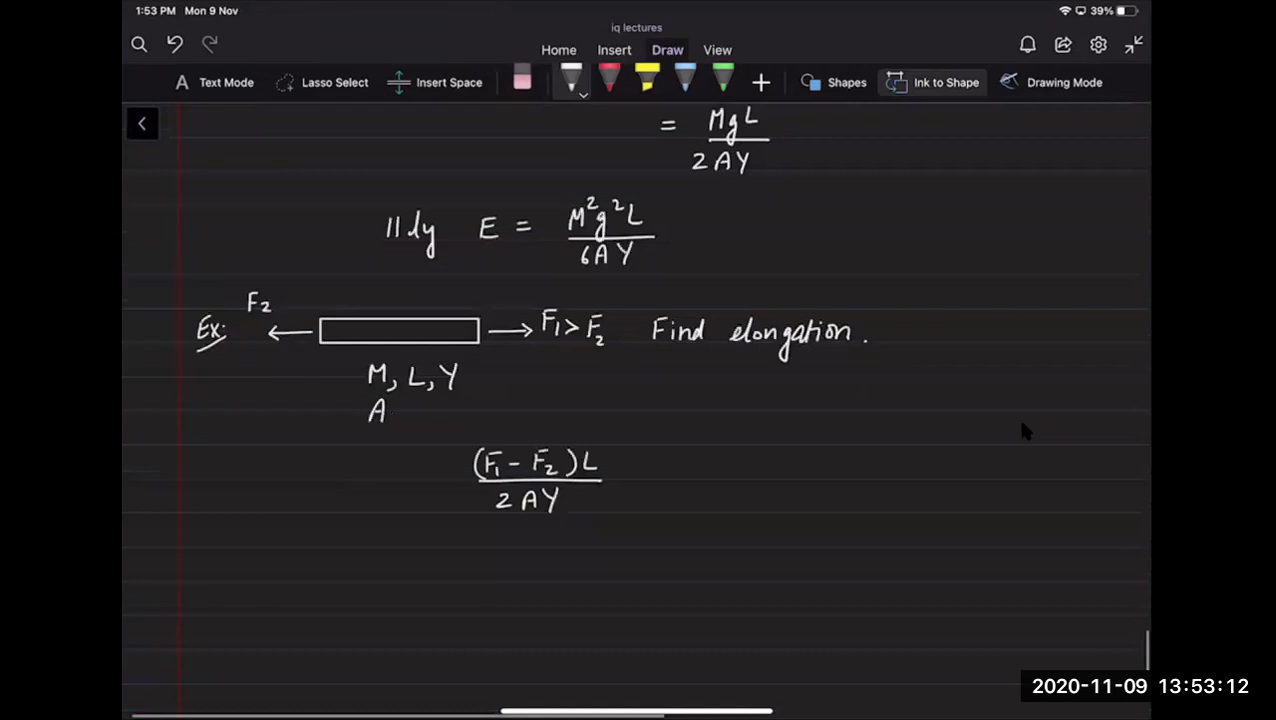 1:53 PM Mon 9 Nov
39%
iq lectures
Home Insert Draw View
Text Mode Lasso Select Insert Space Shapes Ink to Shape Drawing Mode
= MgL
2AY
11 dly E = M²g²L
6AY
F₂
Ex: F₁ > F₂ Find elongation.
M, L, Y
A
(F₁ - F₂)L
2AY
2020-11-09 13:53:12